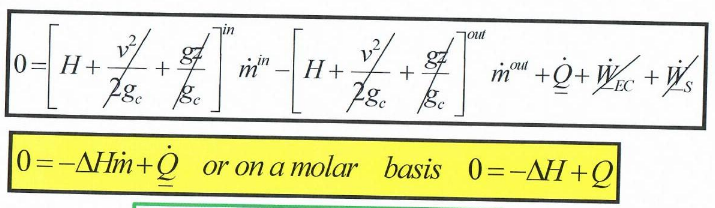 0 = [H + v²/2g_c + gz/g_c]^in ṁ^in − [H + v²/2g_c + gz/g_c]^out ṁ^out + Q̇ + Ẇ_EC + Ẇ_S
0 = −ΔHṁ + Q̇ or on a molar basis 0 = −ΔH + Q